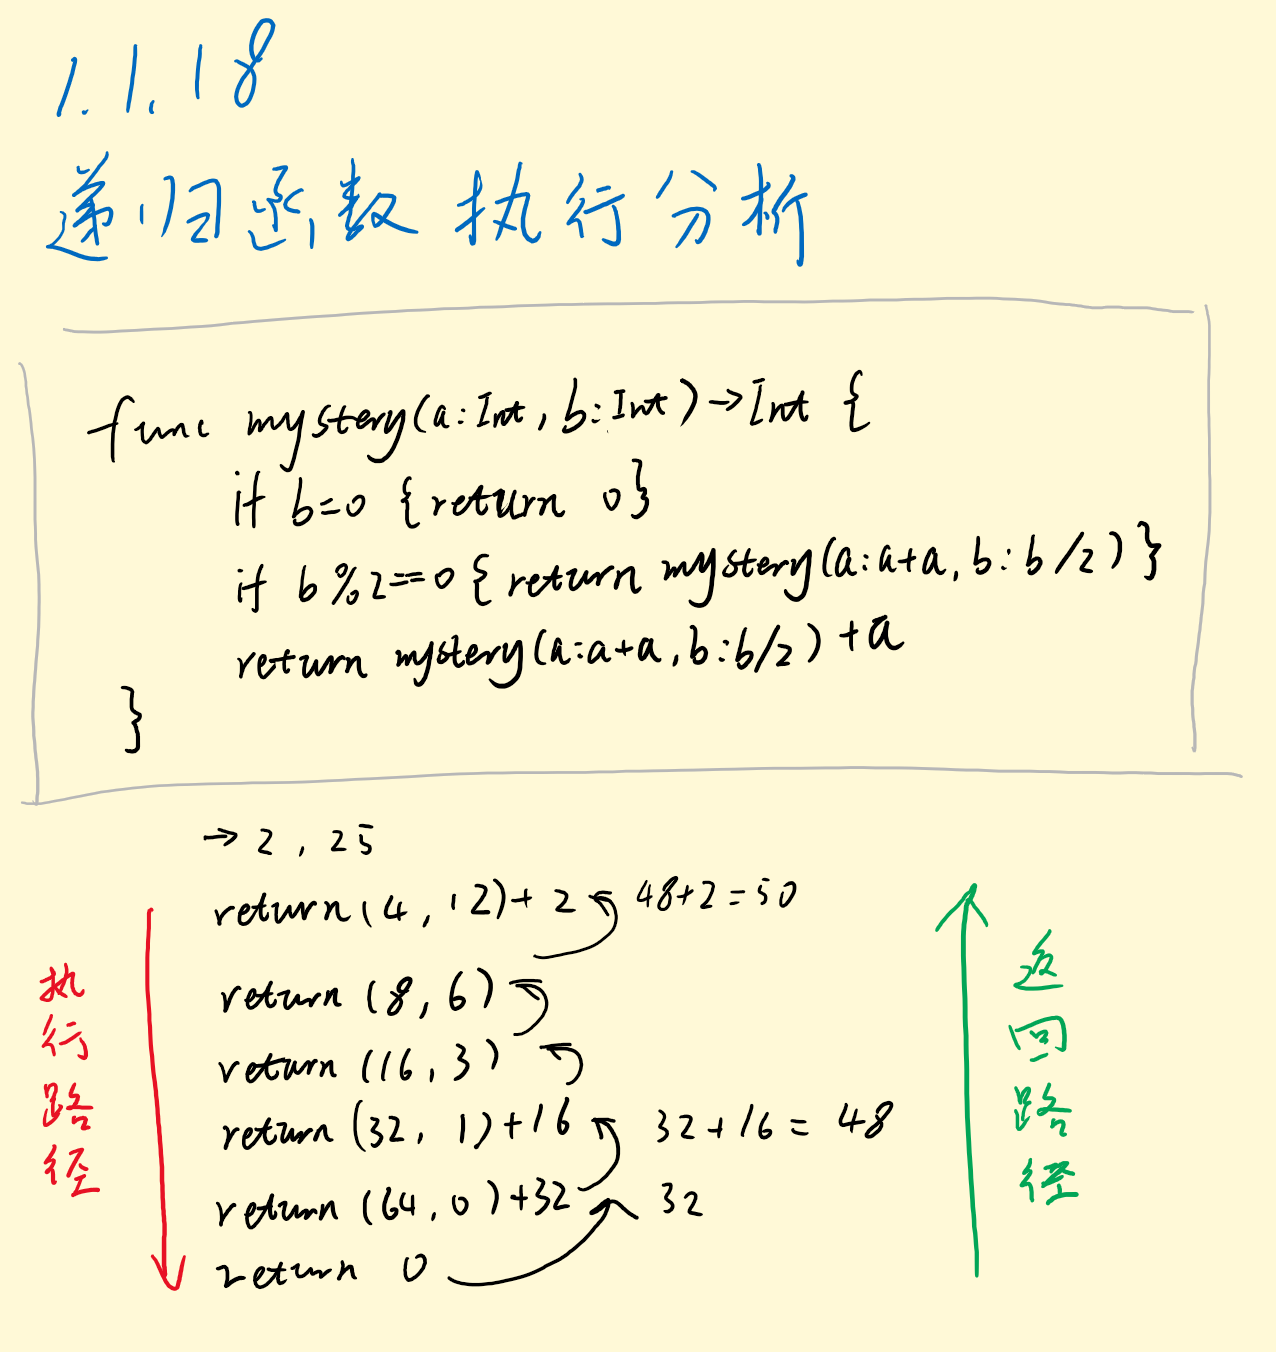 1.1.18
递归函数执行分析
func mystery(a:Int, b:Int)→Int {
if b=0 {return 0}
if b%2==0{return mystery(a:a+a, b:b/2)}
return mystery(a:a+a, b:b/2)+a
}
→ 2, 25
return(4, 12)+2 48+2=50
return (8, 6)
return (16, 3)
return (32, 1)+16 32+16=48
return (64, 0)+32 32
return 0
执行路径
返回路径